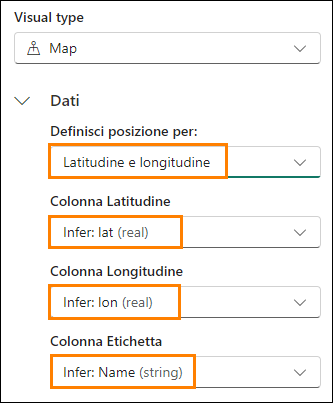 Visual type
Map
Dati
Definisci posizione per:
Latitudine e longitudine
Colonna Latitudine
Infer: lat (real)
Colonna Longitudine
Infer: lon (real)
Colonna Etichetta
Infer: Name (string)